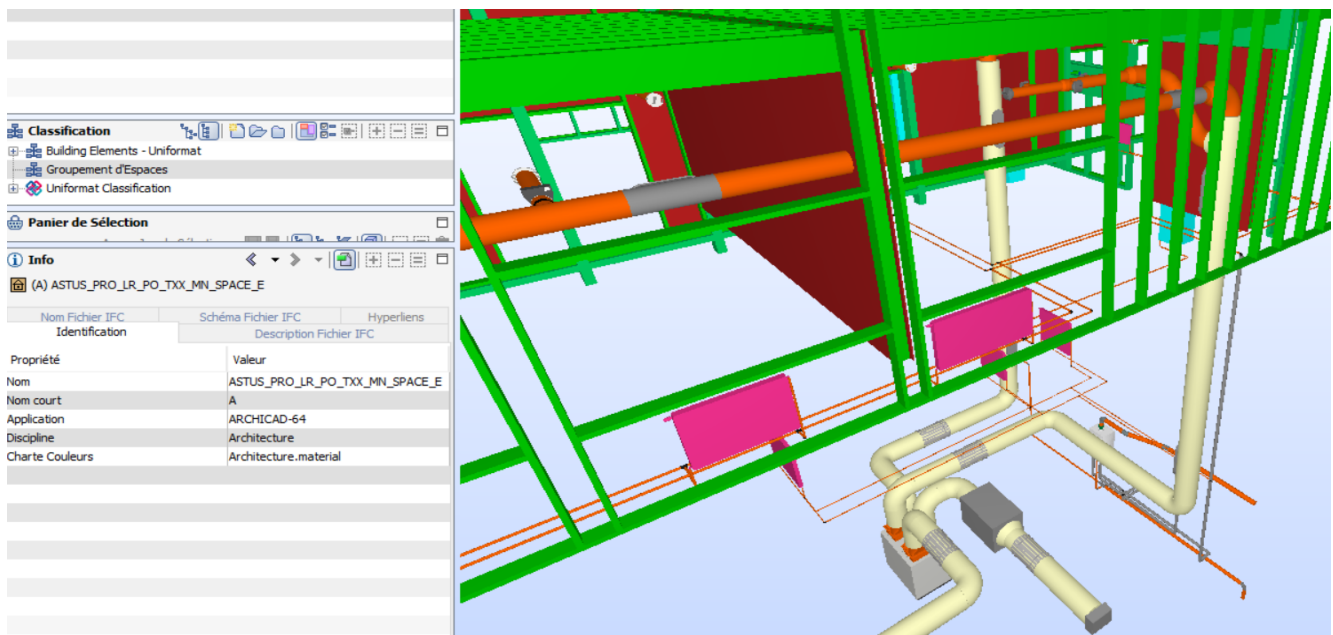 Classification
Building Elements - Uniformat
Groupement d'Espaces
Uniformat Classification
Panier de Sélection
Info
(A) ASTUS_PRO_LR_PO_TXX_MN_SPACE_E
Nom Fichier IFC Schéma Fichier IFC Hyperliens
Identification Description Fichier IFC
Propriété Valeur
Nom ASTUS_PRO_LR_PO_TXX_MN_SPACE_E
Nom court A
Application ARCHICAD-64
Discipline Architecture
Charte Couleurs Architecture.material